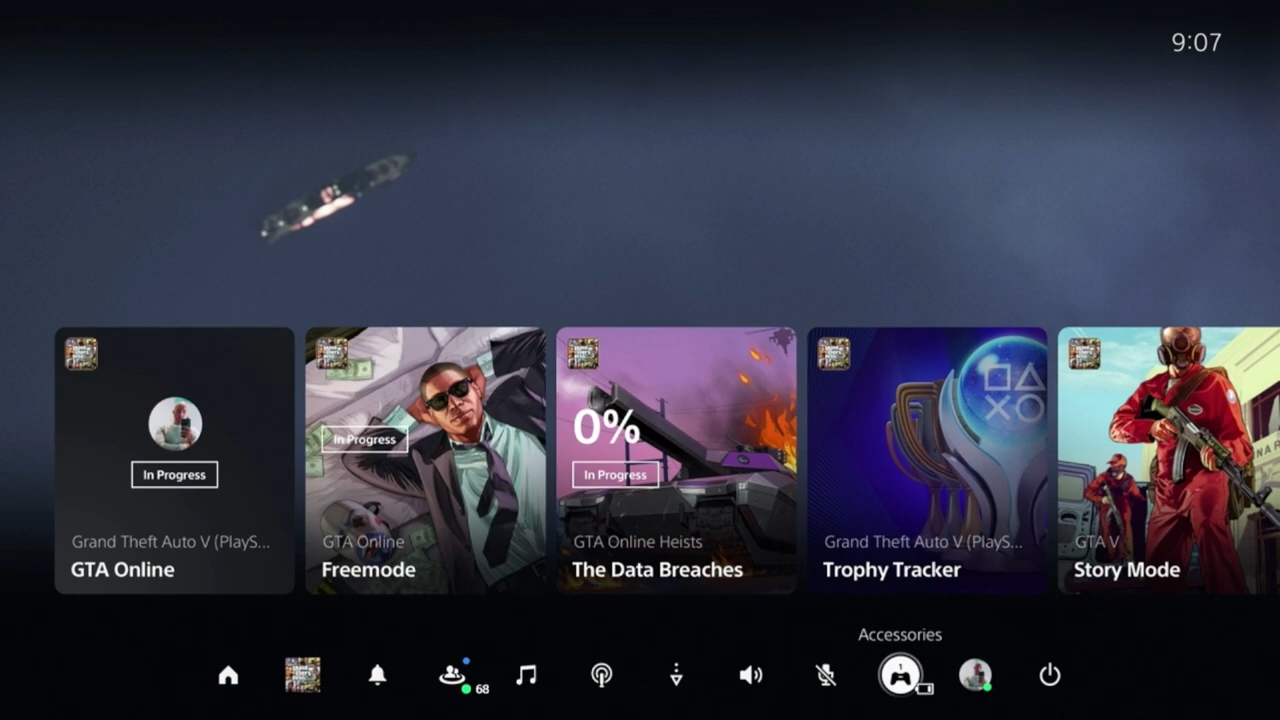 9:07
In Progress
Grand Theft Auto V (PlayS...
GTA Online
In Progress
GTA Online
Freemode
0%
In Progress
GTA Online Heists
The Data Breaches
Grand Theft Auto V (PlayS...
Trophy Tracker
GTA V
Story Mode
Accessories
68
1